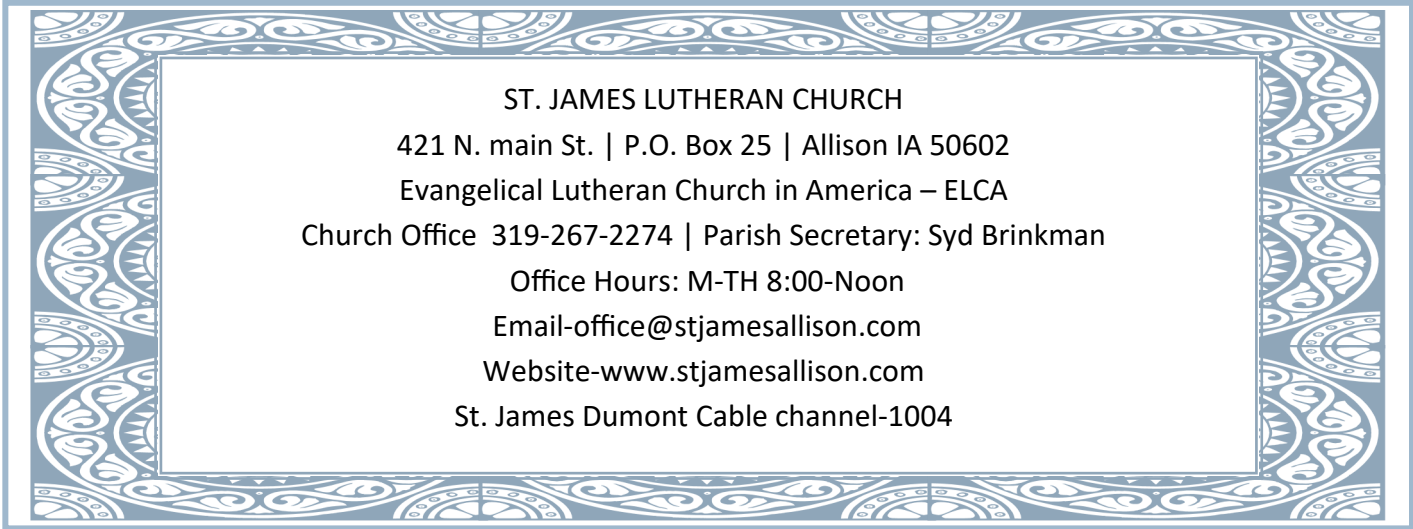 ST. JAMES LUTHERAN CHURCH
421 N. main St. | P.O. Box 25 | Allison IA 50602
Evangelical Lutheran Church in America – ELCA
Church Office  319-267-2274 | Parish Secretary: Syd Brinkman
Office Hours: M-TH 8:00-Noon
Email-office@stjamesallison.com
Website-www.stjamesallison.com
St. James Dumont Cable channel-1004